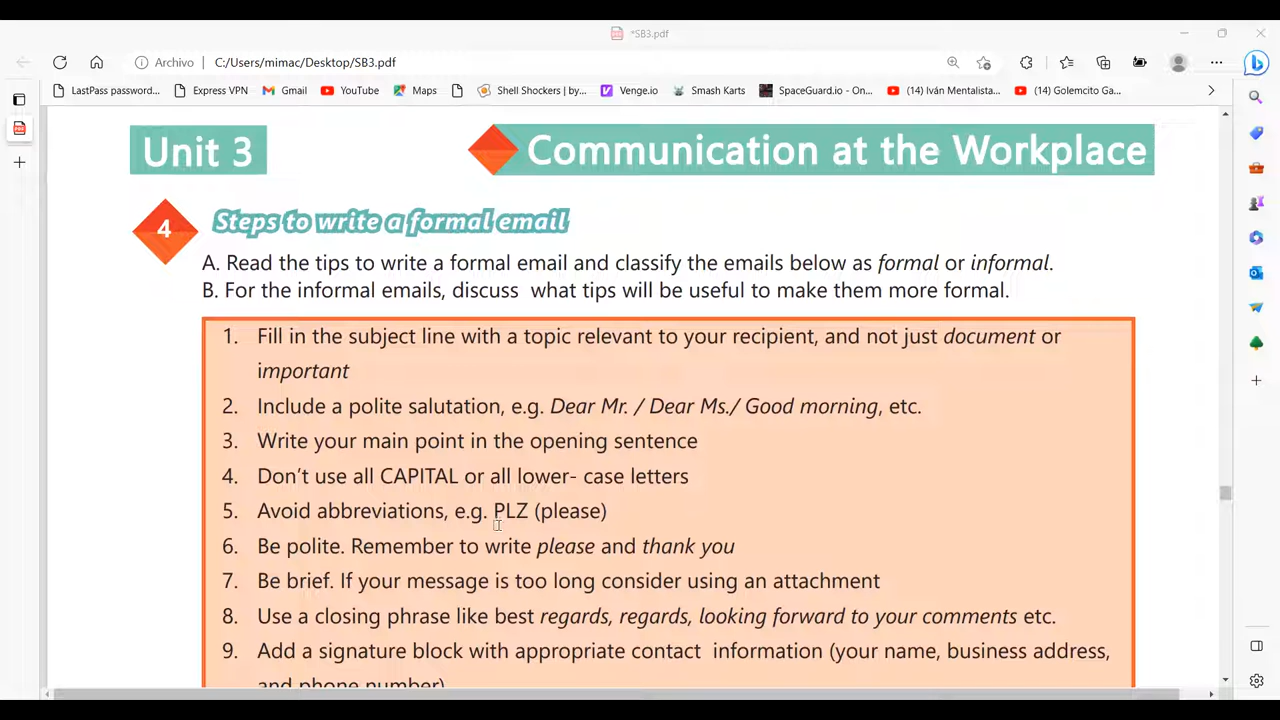 *SB3.pdf
Archivo C:/Users/mimac/Desktop/SB3.pdf
LastPass password... Express VPN Gmail YouTube Maps Shell Shockers | by... Venge.io Smash Karts SpaceGuard.io - On... (14) Iván Mentalista... (14) Golemcito Ga...
Unit 3 Communication at the Workplace
4 Steps to write a formal email
A. Read the tips to write a formal email and classify the emails below as formal or informal.
B. For the informal emails, discuss what tips will be useful to make them more formal.
1. Fill in the subject line with a topic relevant to your recipient, and not just document or
important
2. Include a polite salutation, e.g. Dear Mr. / Dear Ms./ Good morning, etc.
3. Write your main point in the opening sentence
4. Don't use all CAPITAL or all lower- case letters
5. Avoid abbreviations, e.g. PLZ (please)
6. Be polite. Remember to write please and thank you
7. Be brief. If your message is too long consider using an attachment
8. Use a closing phrase like best regards, regards, looking forward to your comments etc.
9. Add a signature block with appropriate contact information (your name, business address,
and phone number)